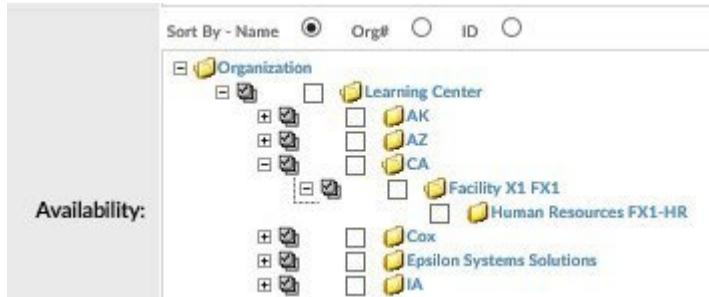 Sort By - Name Org# ID
Organization
Learning Center
AK
AZ
CA
Facility X1 FX1
Availability:
Human Resources FX1-HR
Cox
Epsilon Systems Solutions
IA